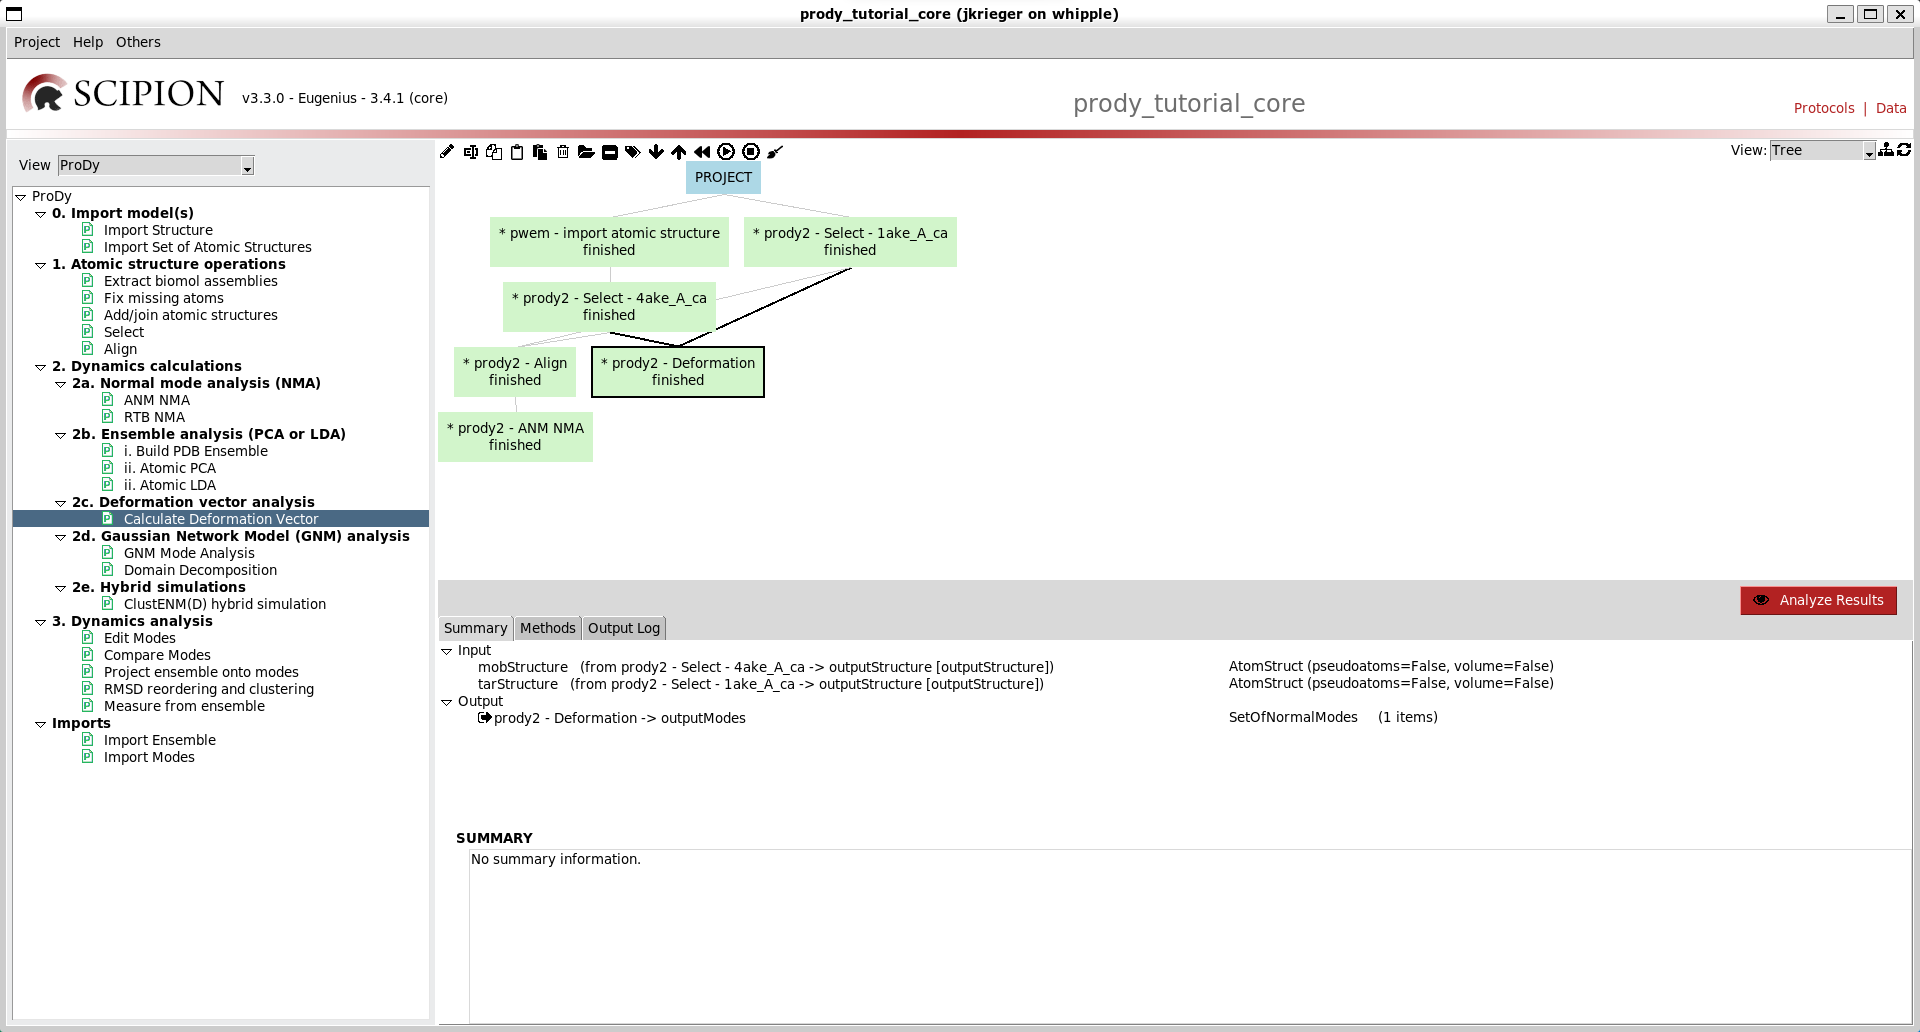 prody_tutorial_core (jkrieger on whipple)
Project Help Others
SCIPION v3.3.0 - Eugenius - 3.4.1 (core)
prody_tutorial_core
Protocols | Data
View ProDy
ProDy
0. Import model(s)
Import Structure
Import Set of Atomic Structures
1. Atomic structure operations
Extract biomol assemblies
Fix missing atoms
Add/join atomic structures
Select
Align
2. Dynamics calculations
2a. Normal mode analysis (NMA)
ANM NMA
RTB NMA
2b. Ensemble analysis (PCA or LDA)
i. Build PDB Ensemble
ii. Atomic PCA
ii. Atomic LDA
2c. Deformation vector analysis
Calculate Deformation Vector
2d. Gaussian Network Model (GNM) analysis
GNM Mode Analysis
Domain Decomposition
2e. Hybrid simulations
ClustENM(D) hybrid simulation
3. Dynamics analysis
Edit Modes
Compare Modes
Project ensemble onto modes
RMSD reordering and clustering
Measure from ensemble
Imports
Import Ensemble
Import Modes
View: Tree
PROJECT
* pwem - import atomic structure
finished
* prody2 - Select - 1ake_A_ca
finished
* prody2 - Select - 4ake_A_ca
finished
* prody2 - Align
finished
* prody2 - Deformation
finished
* prody2 - ANM NMA
finished
Analyze Results
Summary Methods Output Log
Input
mobStructure (from prody2 - Select - 4ake_A_ca -> outputStructure [outputStructure]) AtomStruct (pseudoatoms=False, volume=False)
tarStructure (from prody2 - Select - 1ake_A_ca -> outputStructure [outputStructure]) AtomStruct (pseudoatoms=False, volume=False)
Output
prody2 - Deformation -> outputModes SetOfNormalModes (1 items)
SUMMARY
No summary information.